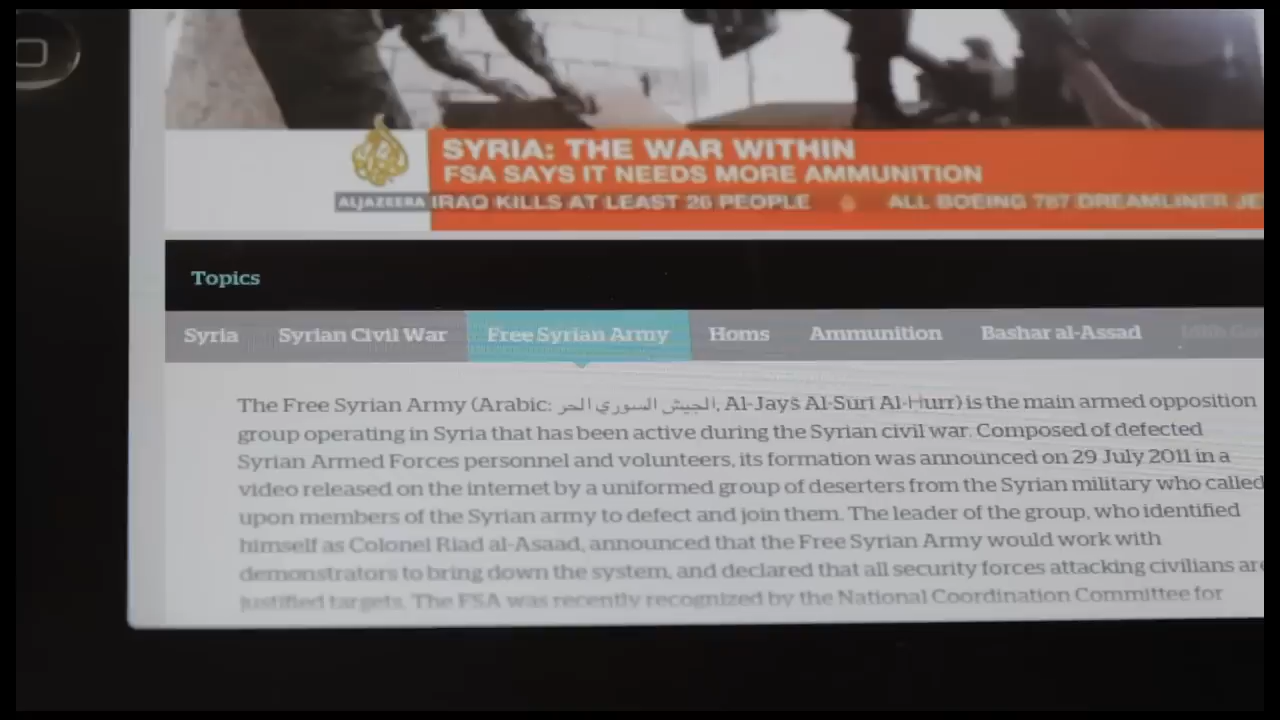 SYRIA: THE WAR WITHIN
FSA SAYS IT NEEDS MORE AMMUNITION
ALJAZEERA IRAQ KILLS AT LEAST 26 PEOPLE ALL BOEING 787 DREAMLINER JE
Topics
Syria Syrian Civil War Free Syrian Army Homs Ammunition Bashar al-Assad
The Free Syrian Army (Arabic: الجيش السوري الحر, Al-Jayš Al-Suri Al-Hurr) is the main armed opposition
group operating in Syria that has been active during the Syrian civil war. Composed of defected
Syrian Armed Forces personnel and volunteers, its formation was announced on 29 July 2011 in a
video released on the internet by a uniformed group of deserters from the Syrian military who called
upon members of the Syrian army to defect and join them. The leader of the group, who identified
himself as Colonel Riad al-Asaad, announced that the Free Syrian Army would work with
demonstrators to bring down the system, and declared that all security forces attacking civilians are
justified targets. The FSA was recently recognized by the National Coordination Committee for